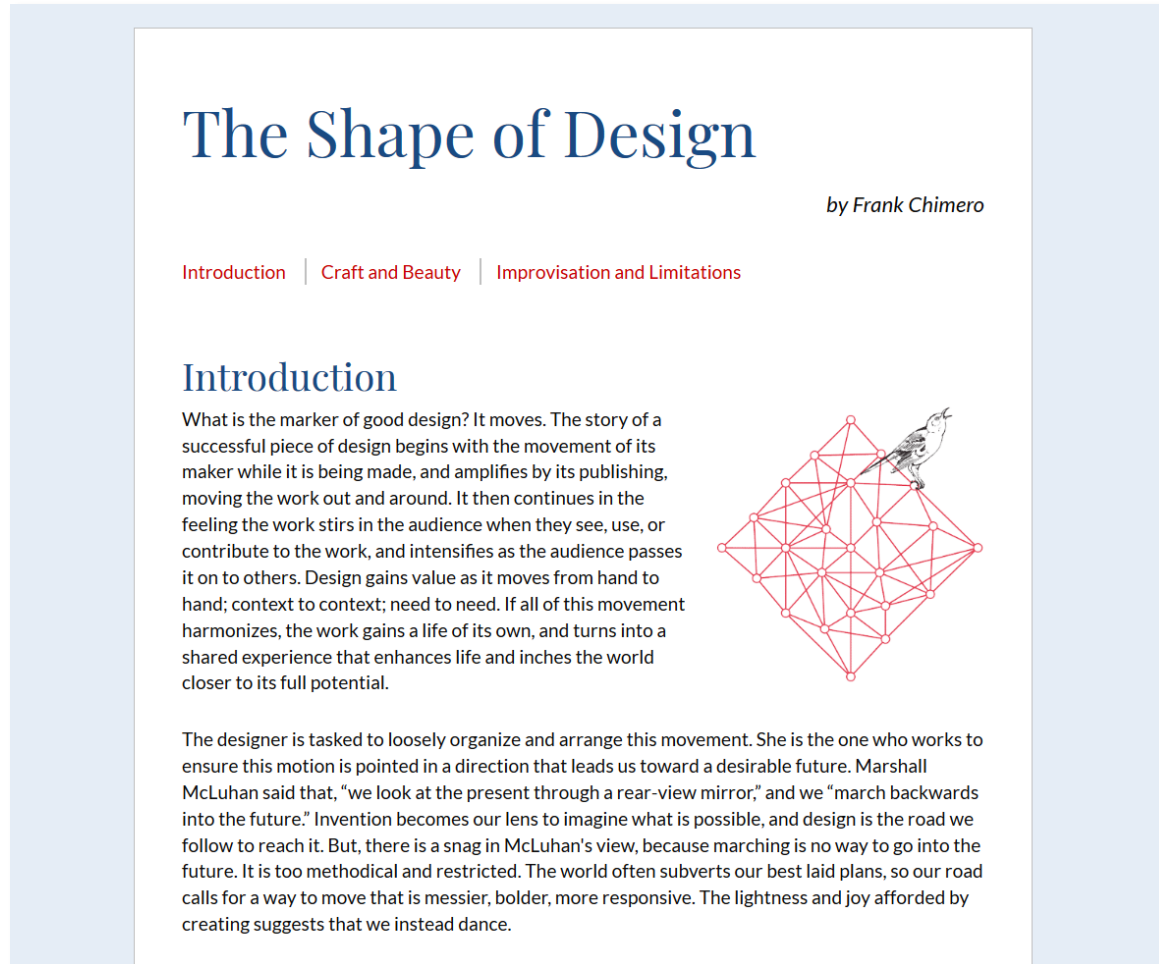 The Shape of Design
by Frank Chimero
Introduction Craft and Beauty Improvisation and Limitations
Introduction
What is the marker of good design? It moves. The story of a
successful piece of design begins with the movement of its
maker while it is being made, and amplifies by its publishing,
moving the work out and around. It then continues in the
feeling the work stirs in the audience when they see, use, or
contribute to the work, and intensifies as the audience passes
it on to others. Design gains value as it moves from hand to
hand; context to context; need to need. If all of this movement
harmonizes, the work gains a life of its own, and turns into a
shared experience that enhances life and inches the world
closer to its full potential.
The designer is tasked to loosely organize and arrange this movement. She is the one who works to
ensure this motion is pointed in a direction that leads us toward a desirable future. Marshall
McLuhan said that, “we look at the present through a rear-view mirror,” and we “march backwards
into the future.” Invention becomes our lens to imagine what is possible, and design is the road we
follow to reach it. But, there is a snag in McLuhan's view, because marching is no way to go into the
future. It is too methodical and restricted. The world often subverts our best laid plans, so our road
calls for a way to move that is messier, bolder, more responsive. The lightness and joy afforded by
creating suggests that we instead dance.